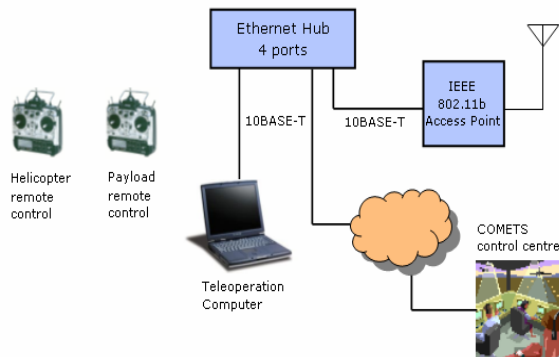 Ethernet Hub
4 ports
IEEE
802.11b
Access Point
10BASE-T
10BASE-T
Helicopter
remote
control
Payload
remote
control
Teleoperation
Computer
COMETS
control centre